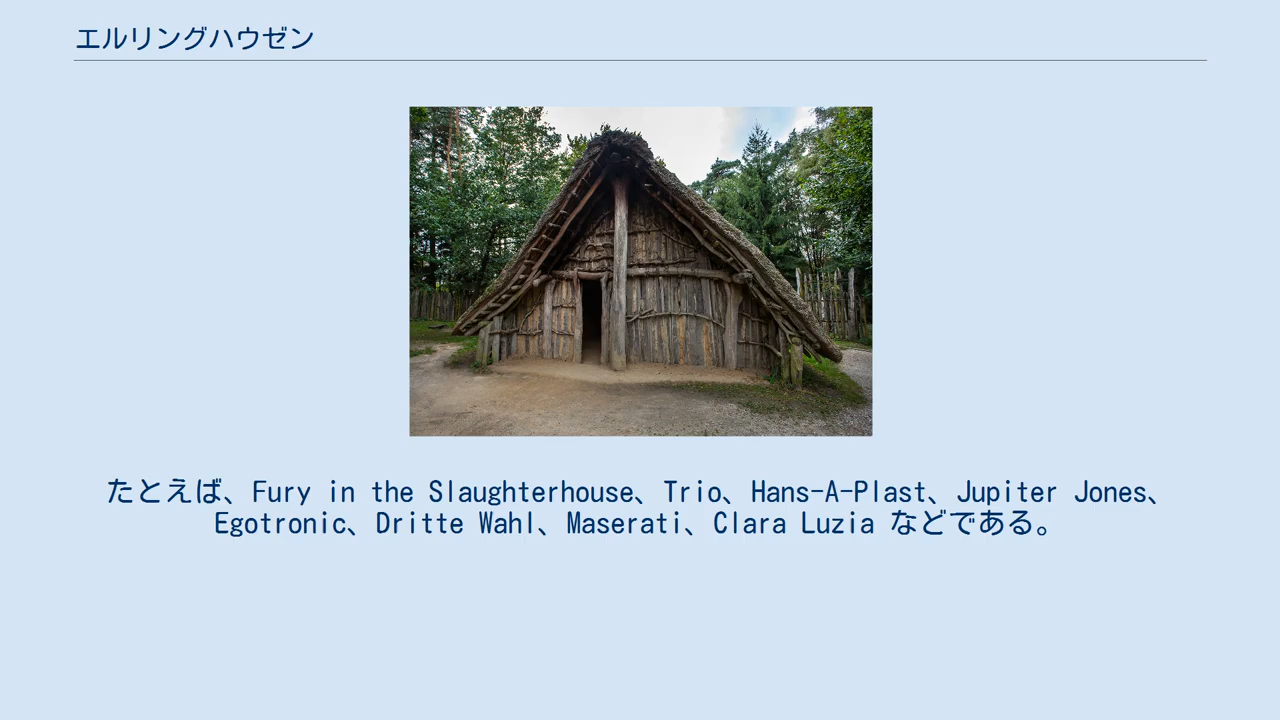 エルリングハウゼン
たとえば、Fury in the Slaughterhouse、Trio、Hans-A-Plast、Jupiter Jones、
Egotronic、Dritte Wahl、Maserati、Clara Luzia などである。